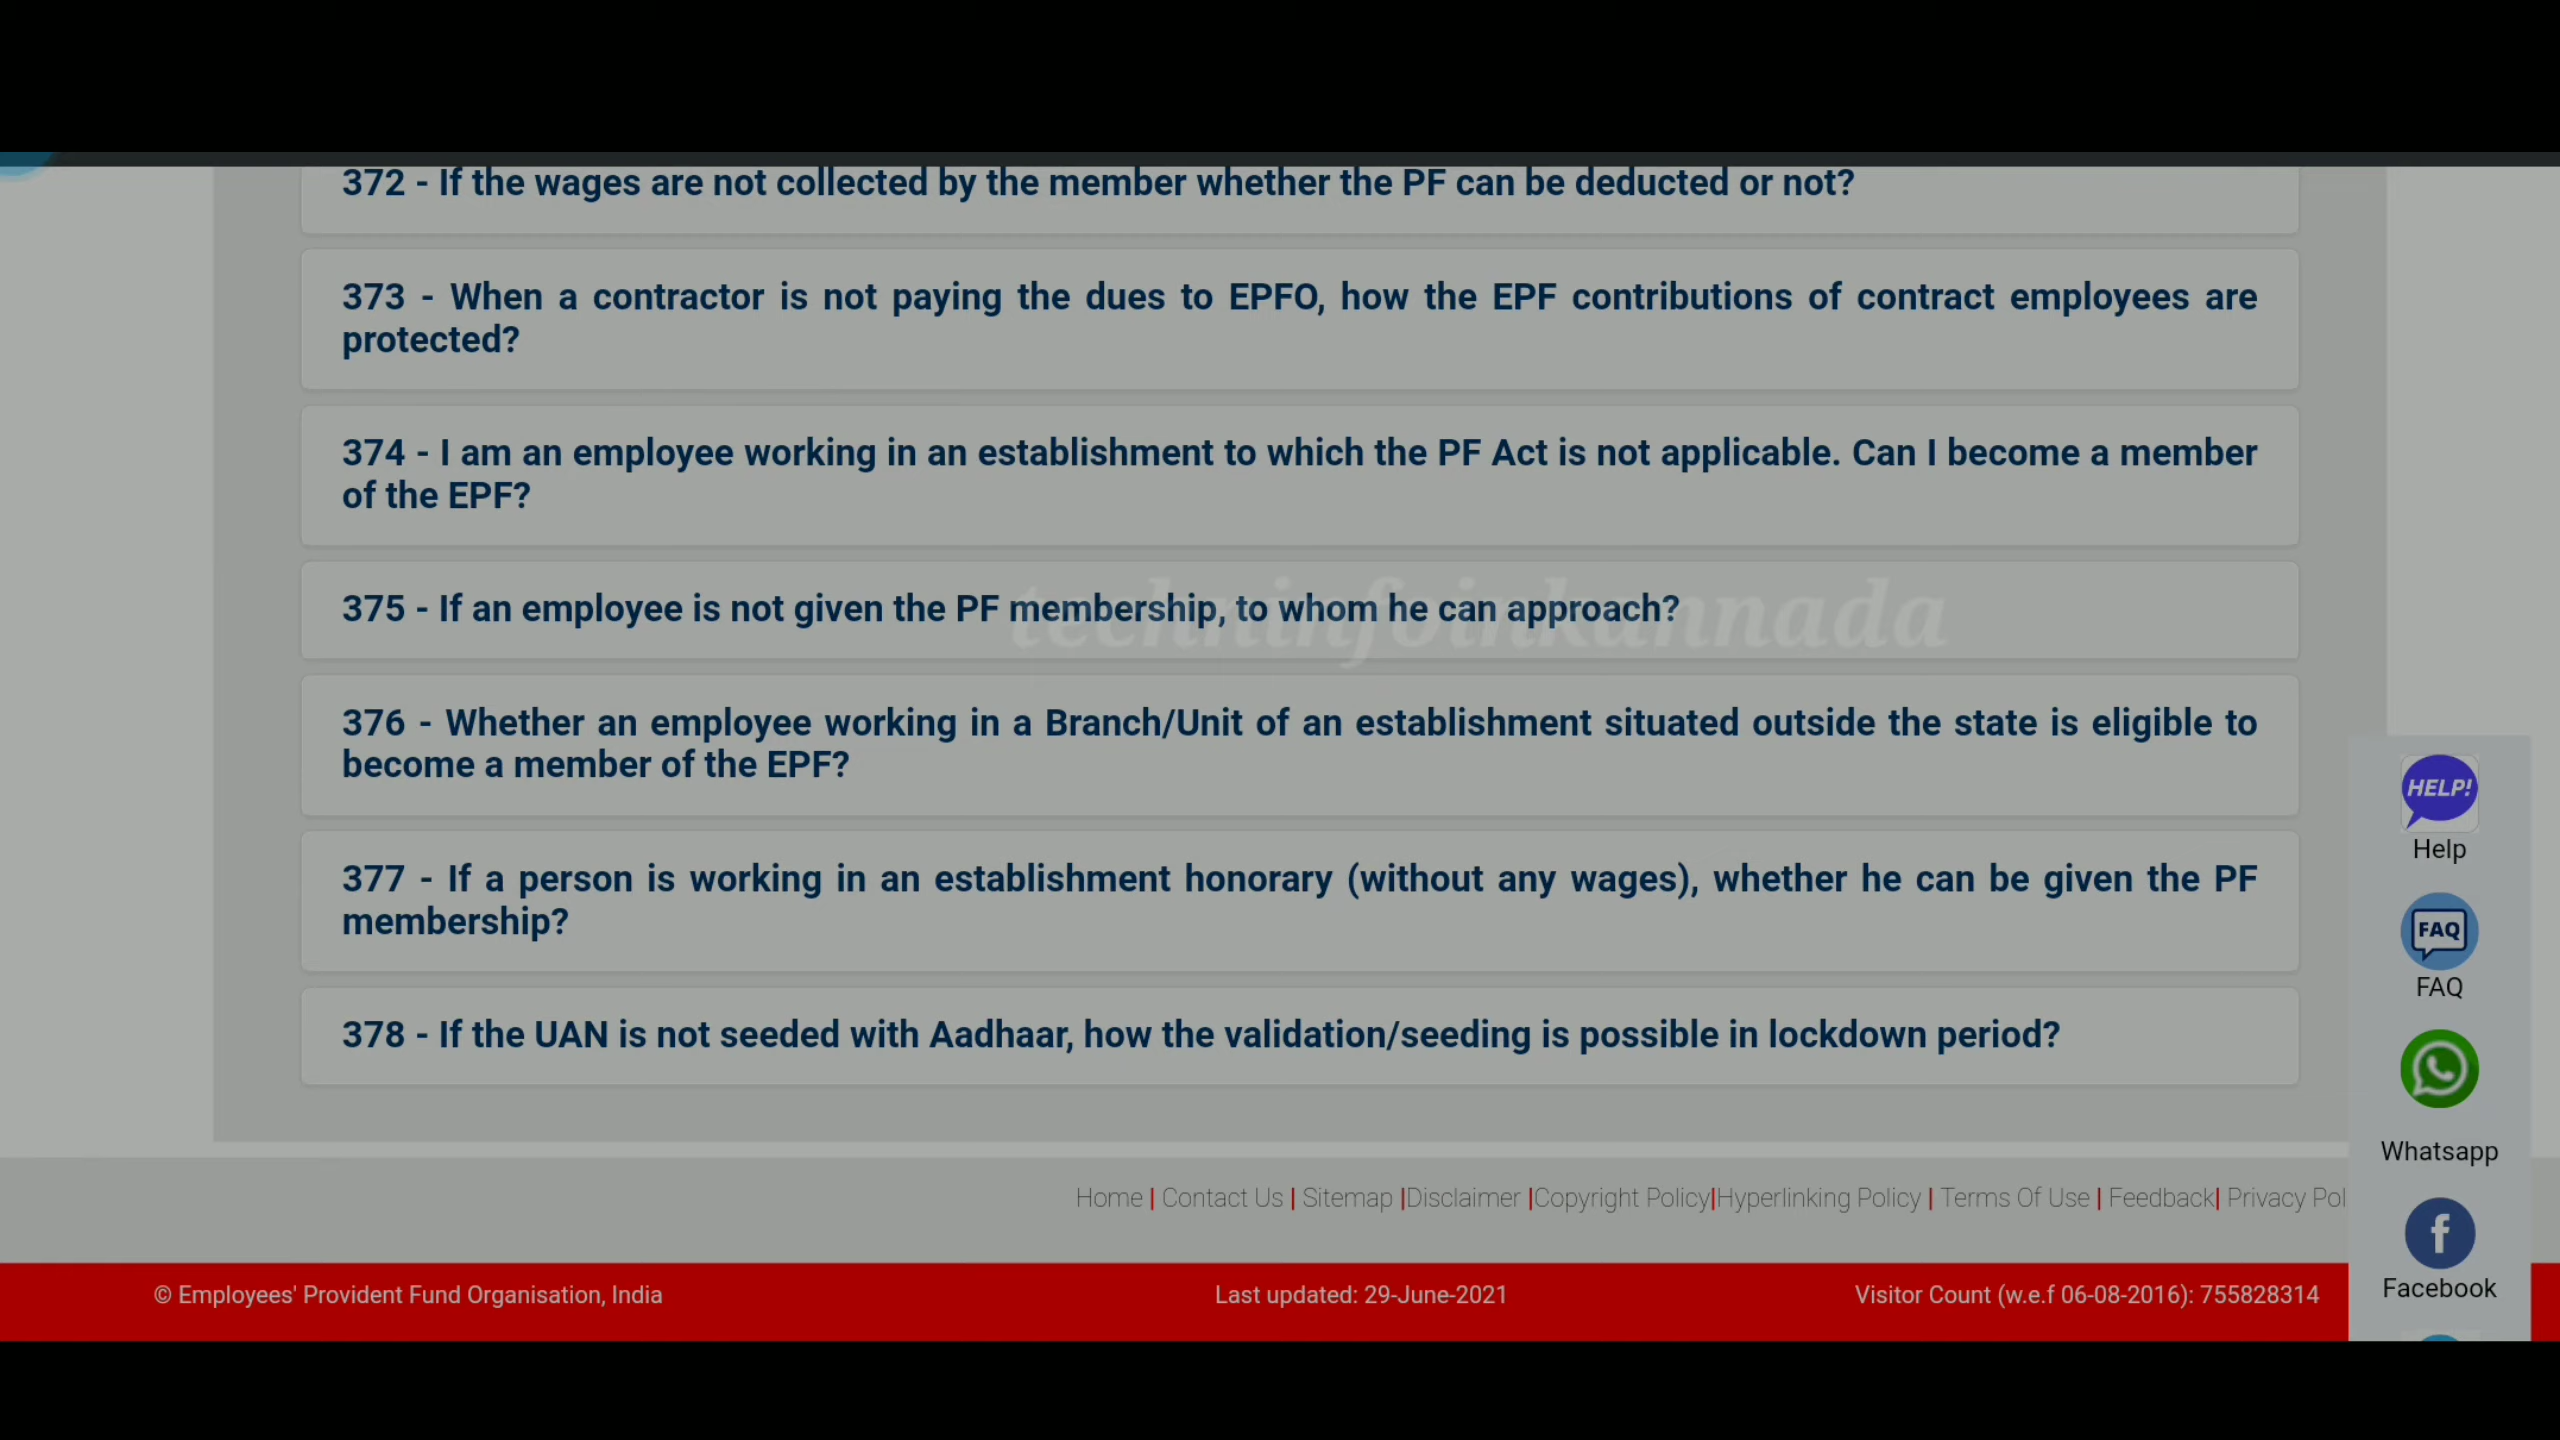 372 - If the wages are not collected by the member whether the PF can be deducted or not?
373 - When a contractor is not paying the dues to EPFO, how the EPF contributions of contract employees are
protected?
374 - I am an employee working in an establishment to which the PF Act is not applicable. Can I become a member
of the EPF?
375 - If an employee is not given the PF membership, to whom he can approach?
techninfoinkannada
376 - Whether an employee working in a Branch/Unit of an establishment situated outside the state is eligible to
become a member of the EPF?
377 - If a person is working in an establishment honorary (without any wages), whether he can be given the PF
membership?
378 - If the UAN is not seeded with Aadhaar, how the validation/seeding is possible in lockdown period?
HELP!
Help
FAQ
FAQ
Whatsapp
Facebook
Home | Contact Us | Sitemap |Disclaimer |Copyright Policy|Hyperlinking Policy | Terms Of Use | Feedback| Privacy Pol
© Employees' Provident Fund Organisation, India
Last updated: 29-June-2021
Visitor Count (w.e.f 06-08-2016): 755828314